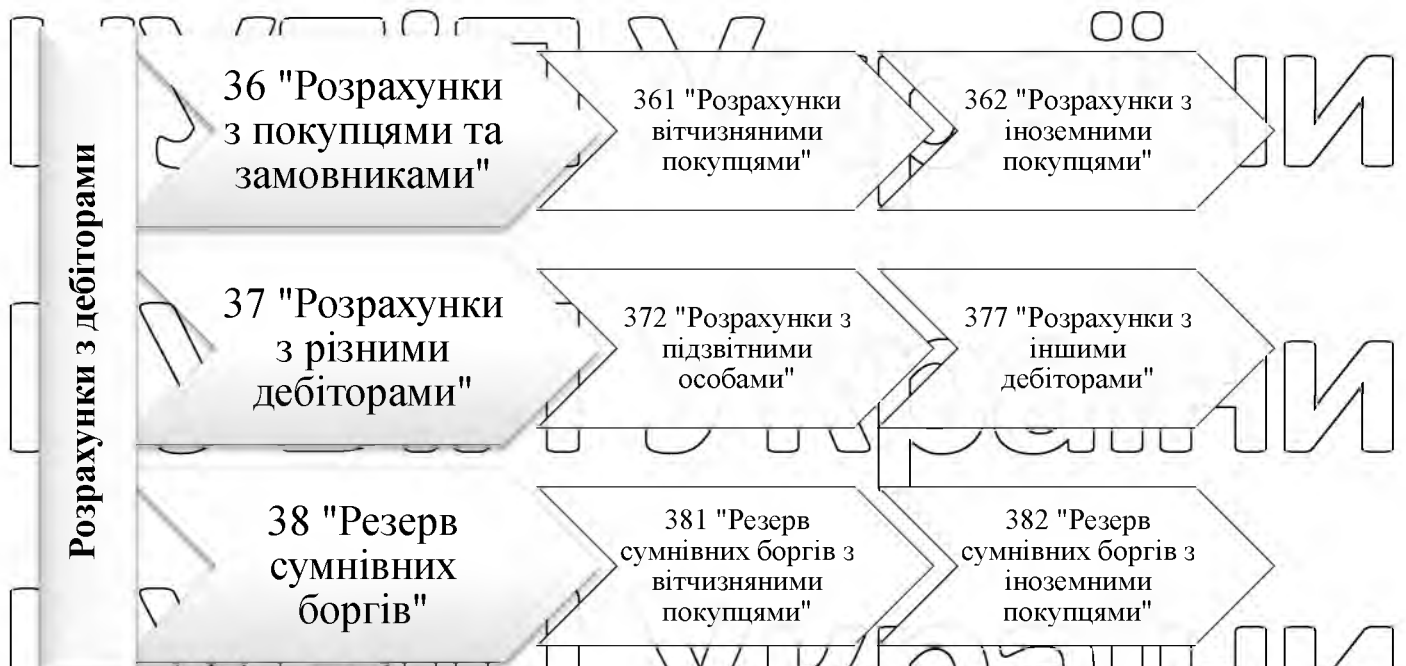 Розрахунки з дебіторами
36 "Розрахунки
з покупцями та
замовниками"
361 "Розрахунки
вітчизняними
покупцями"
362 "Розрахунки з
іноземними
покупцями"
37 "Розрахунки
з різними
дебіторами"
372 "Розрахунки з
підзвітними
особами"
377 "Розрахунки з
іншими
дебіторами"
38 "Резерв
сумнівних
боргів"
381 "Резерв
сумнівних боргів з
вітчизняними
покупцями"
382 "Резерв
сумнівних боргів з
іноземними
покупцями"